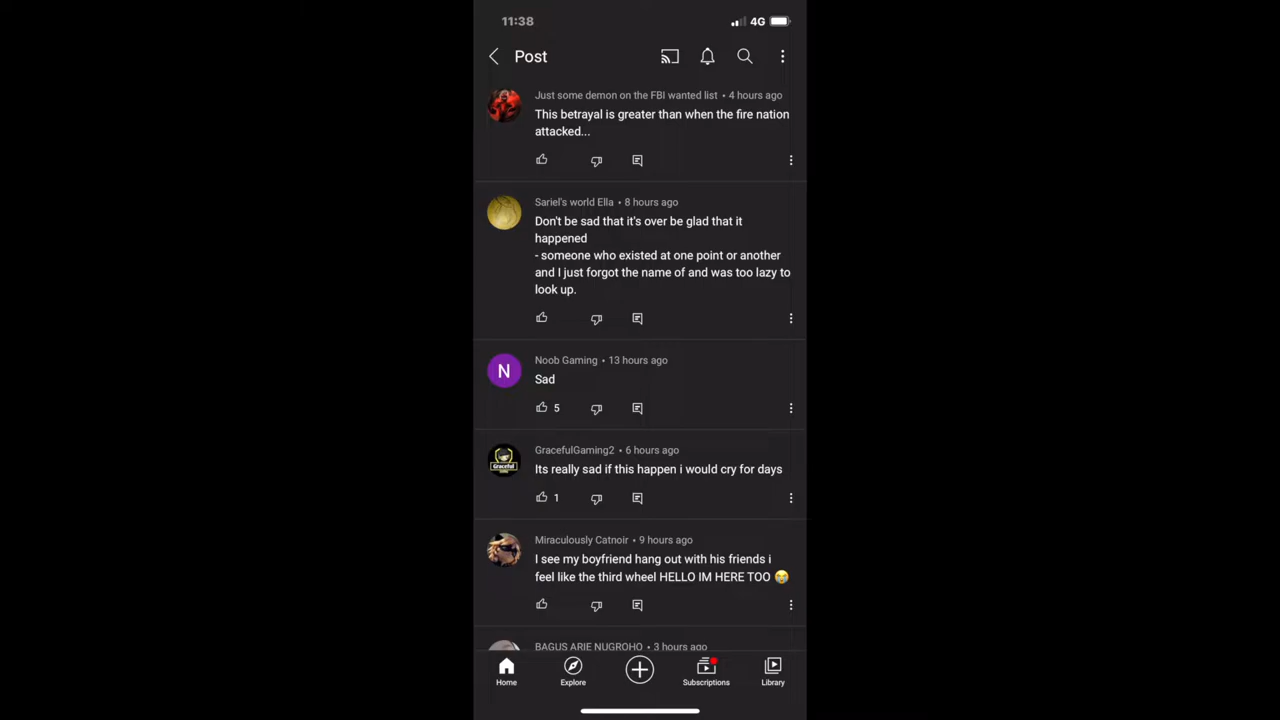 11:38
4G
Post
Just some demon on the FBI wanted list • 4 hours ago
This betrayal is greater than when the fire nation
attacked...
Sariel's world Ella • 8 hours ago
Don't be sad that it's over be glad that it
happened
- someone who existed at one point or another
and I just forgot the name of and was too lazy to
look up.
N
Noob Gaming • 13 hours ago
Sad
5
Graceful
GracefulGaming2 • 6 hours ago
Its really sad if this happen i would cry for days
1
Miraculously Catnoir • 9 hours ago
I see my boyfriend hang out with his friends i
feel like the third wheel HELLO IM HERE TOO 😭
BAGUS ARIE NUGROHO • 3 hours ago
Home
Explore
Subscriptions
Library